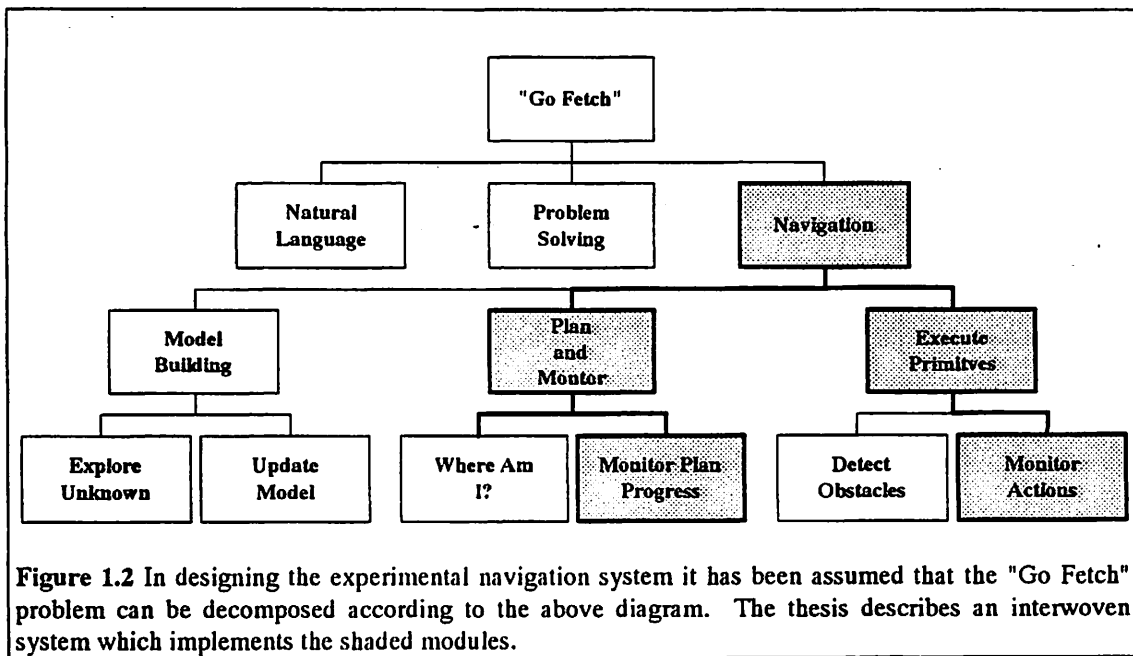 "Go Fetch"
Natural
Language
Problem
Solving
Navigation
Model
Building
Plan
and
Montor
Execute
Primitves
Explore
Unknown
Update
Model
Where Am
I?
Monitor Plan
Progress
Detect
Obstacles
Monitor
Actions
Figure 1.2 In designing the experimental navigation system it has been assumed that the "Go Fetch"
problem can be decomposed according to the above diagram. The thesis describes an interwoven
system which implements the shaded modules.